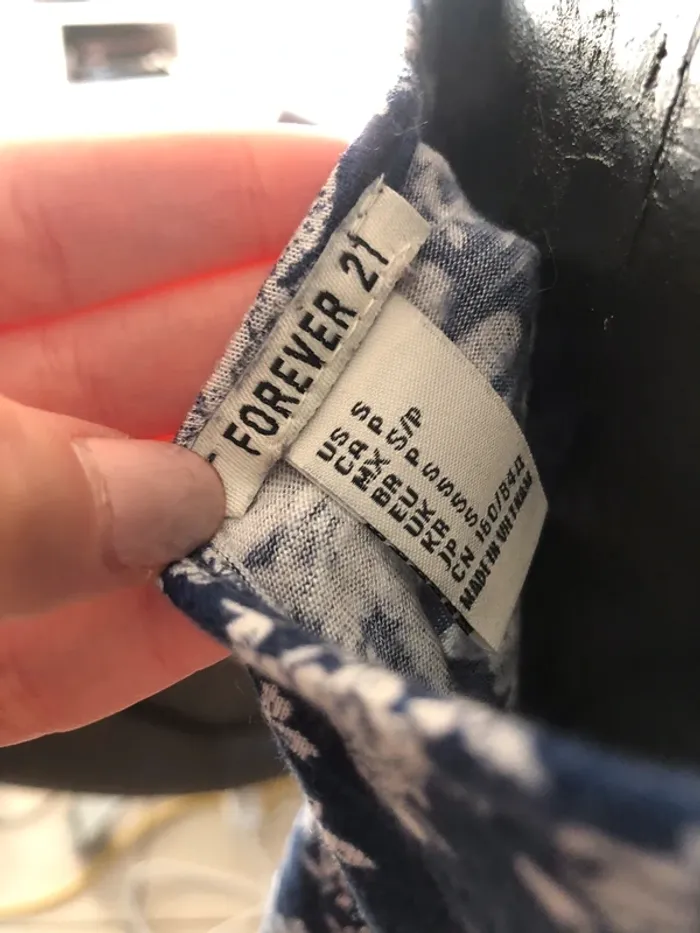 FOREVER 21
US S
CA P
MX S/P
BR P
EU S
UK S
KR S
JP S
CN 160/84A
MADE IN VIETNAM